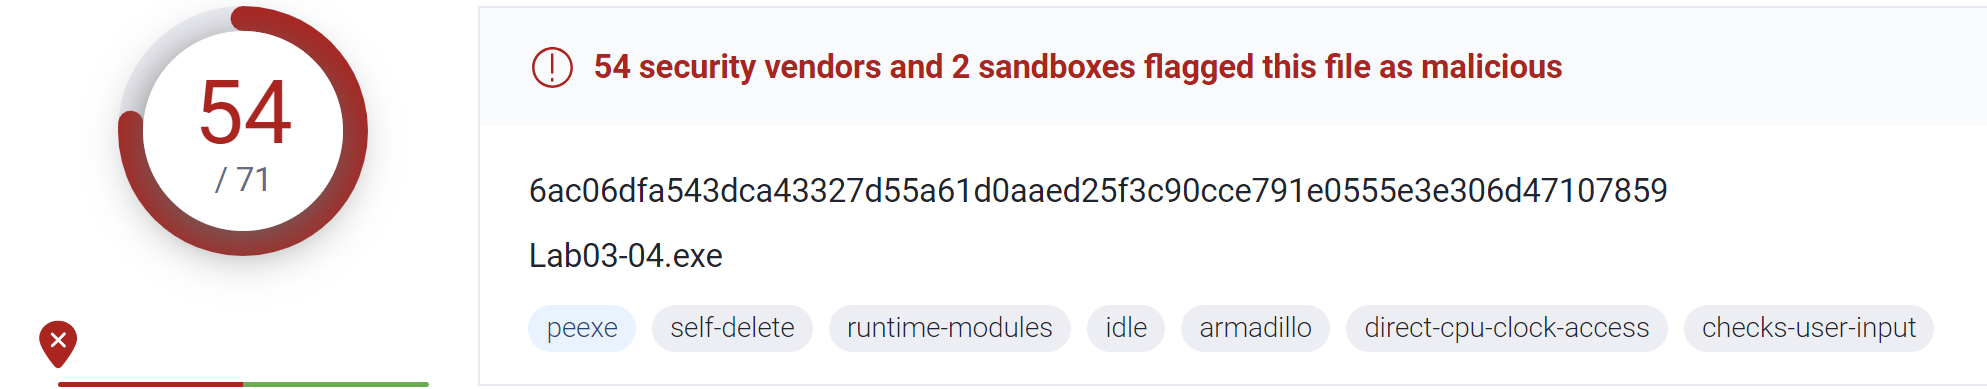 54
/ 71
54 security vendors and 2 sandboxes flagged this file as malicious
6ac06dfa543dca43327d55a61d0aaed25f3c90cce791e0555e3e306d47107859
Lab03-04.exe
peexe self-delete runtime-modules idle armadillo direct-cpu-clock-access checks-user-input